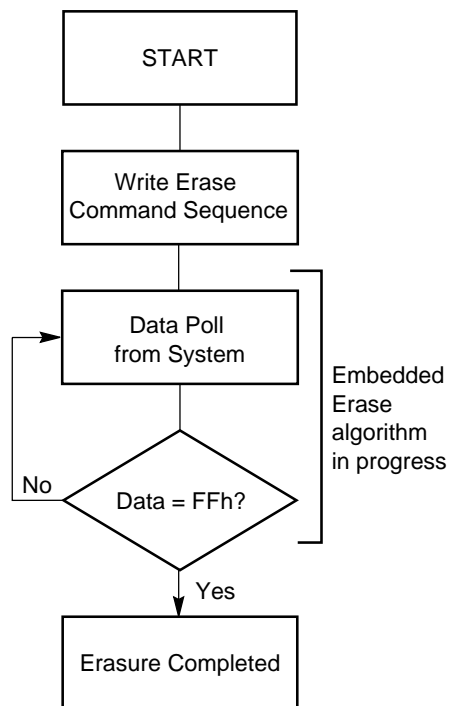 START
Write Erase
Command Sequence
Data Poll
from System
Embedded
Erase
algorithm
in progress
No
Data = FFh?
Yes
Erasure Completed